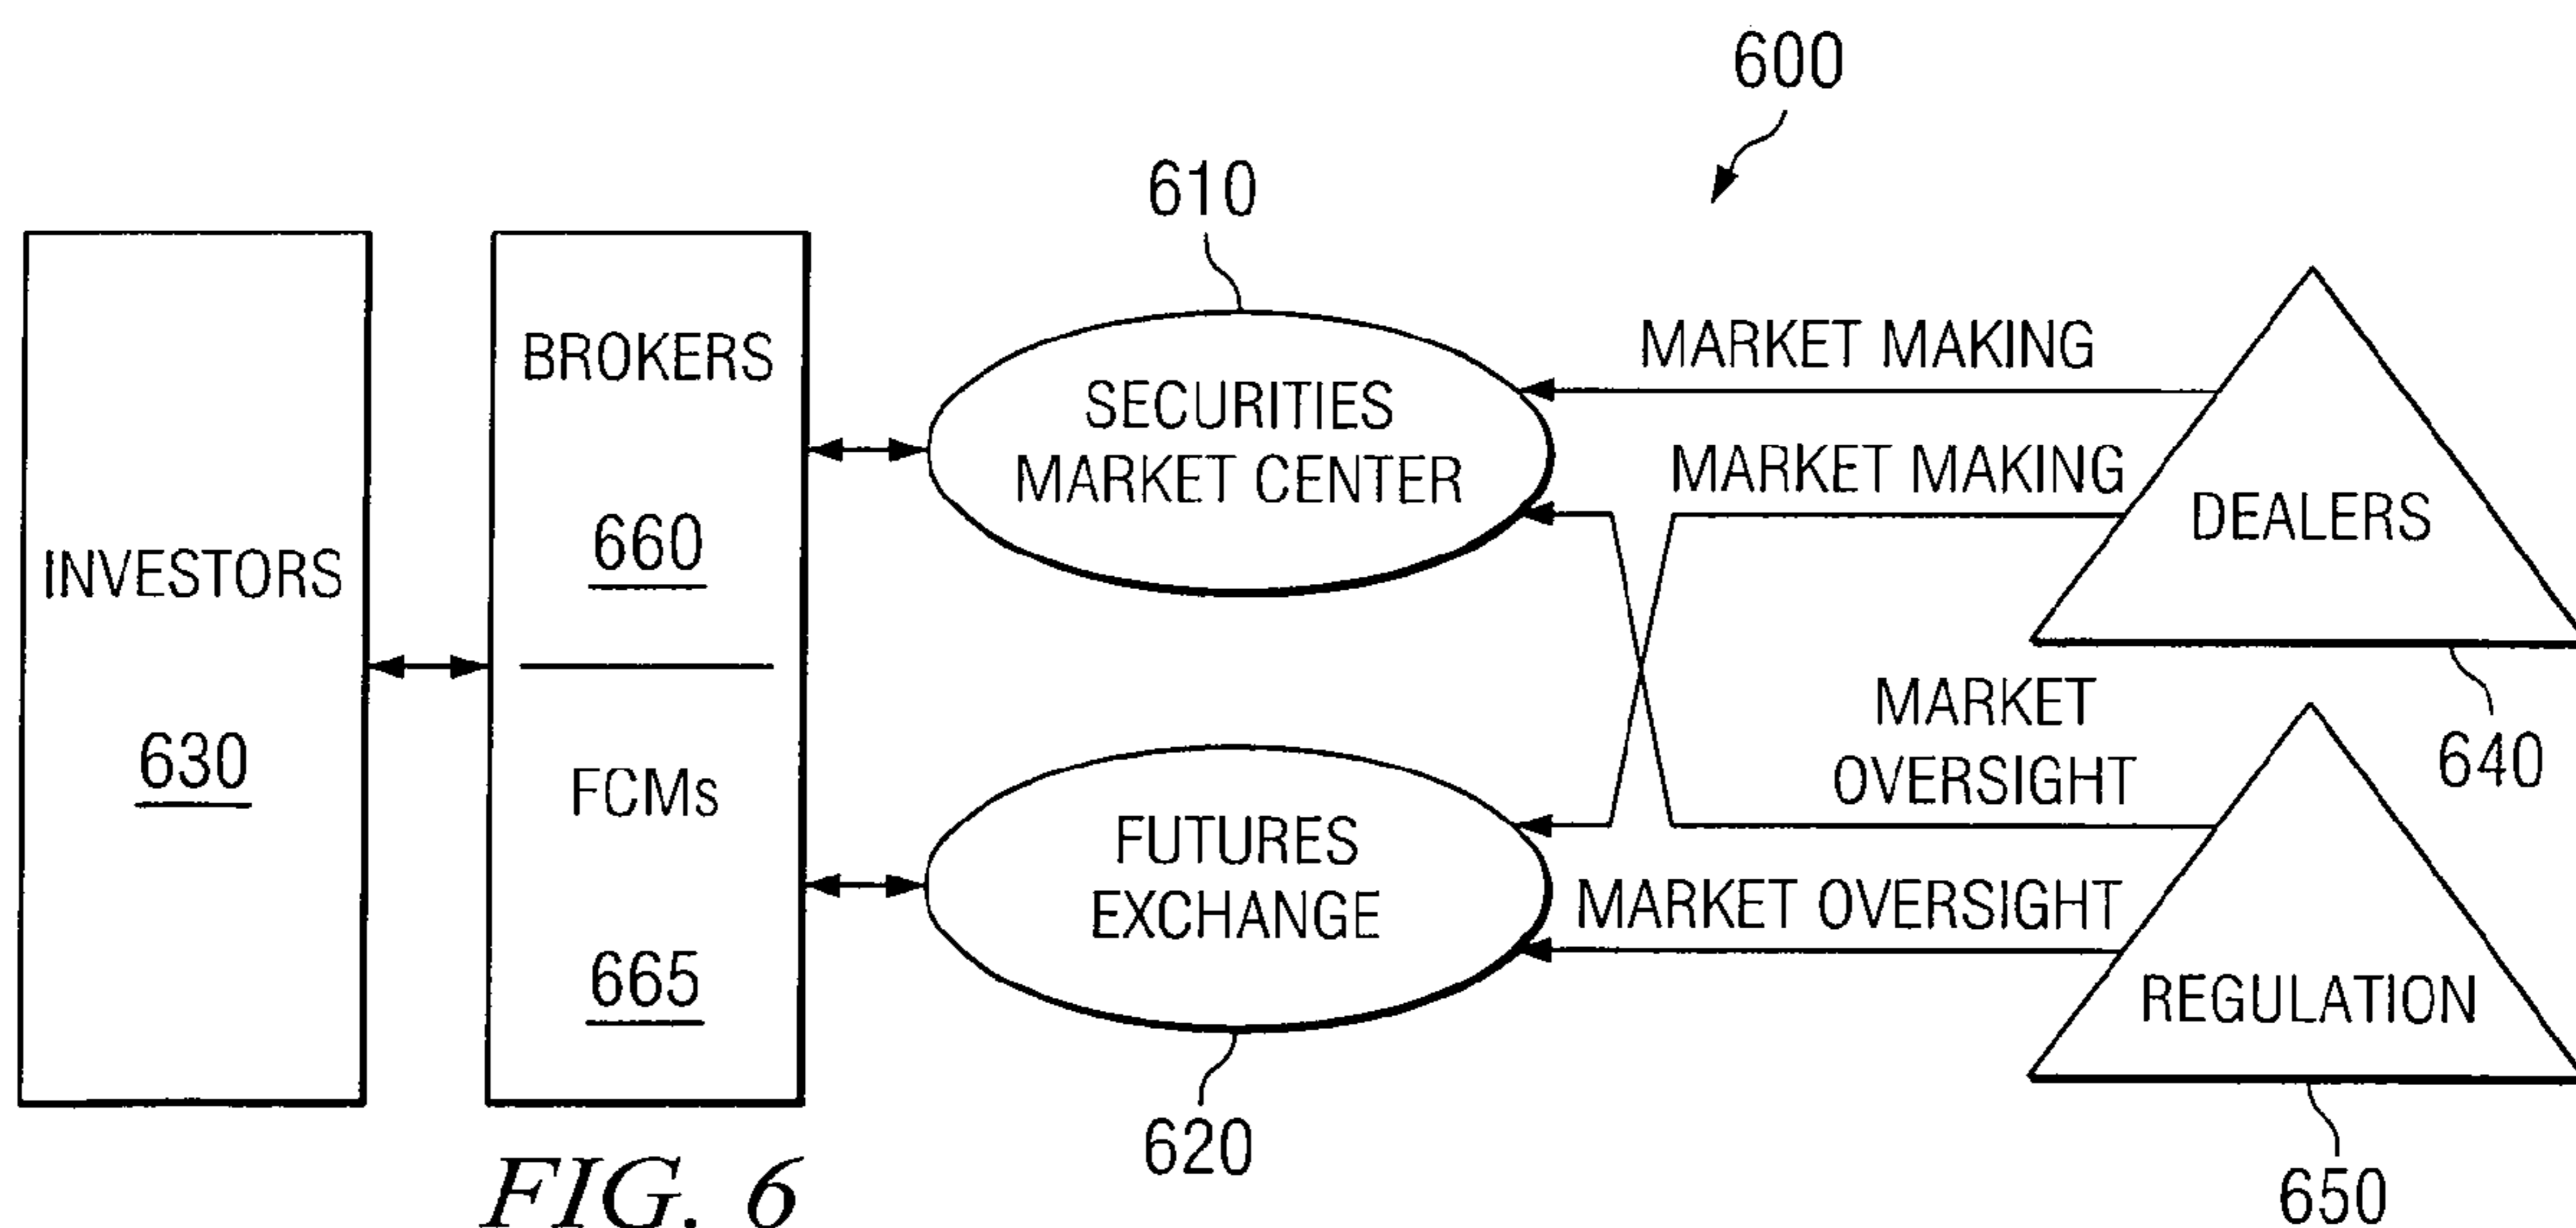 600
610
INVESTORS
630
BROKERS
660
FCMs
665
SECURITIES
MARKET CENTER
FUTURES
EXCHANGE
620
MARKET MAKING
MARKET MAKING
MARKET
OVERSIGHT
MARKET OVERSIGHT
DEALERS
640
REGULATION
650
FIG. 6